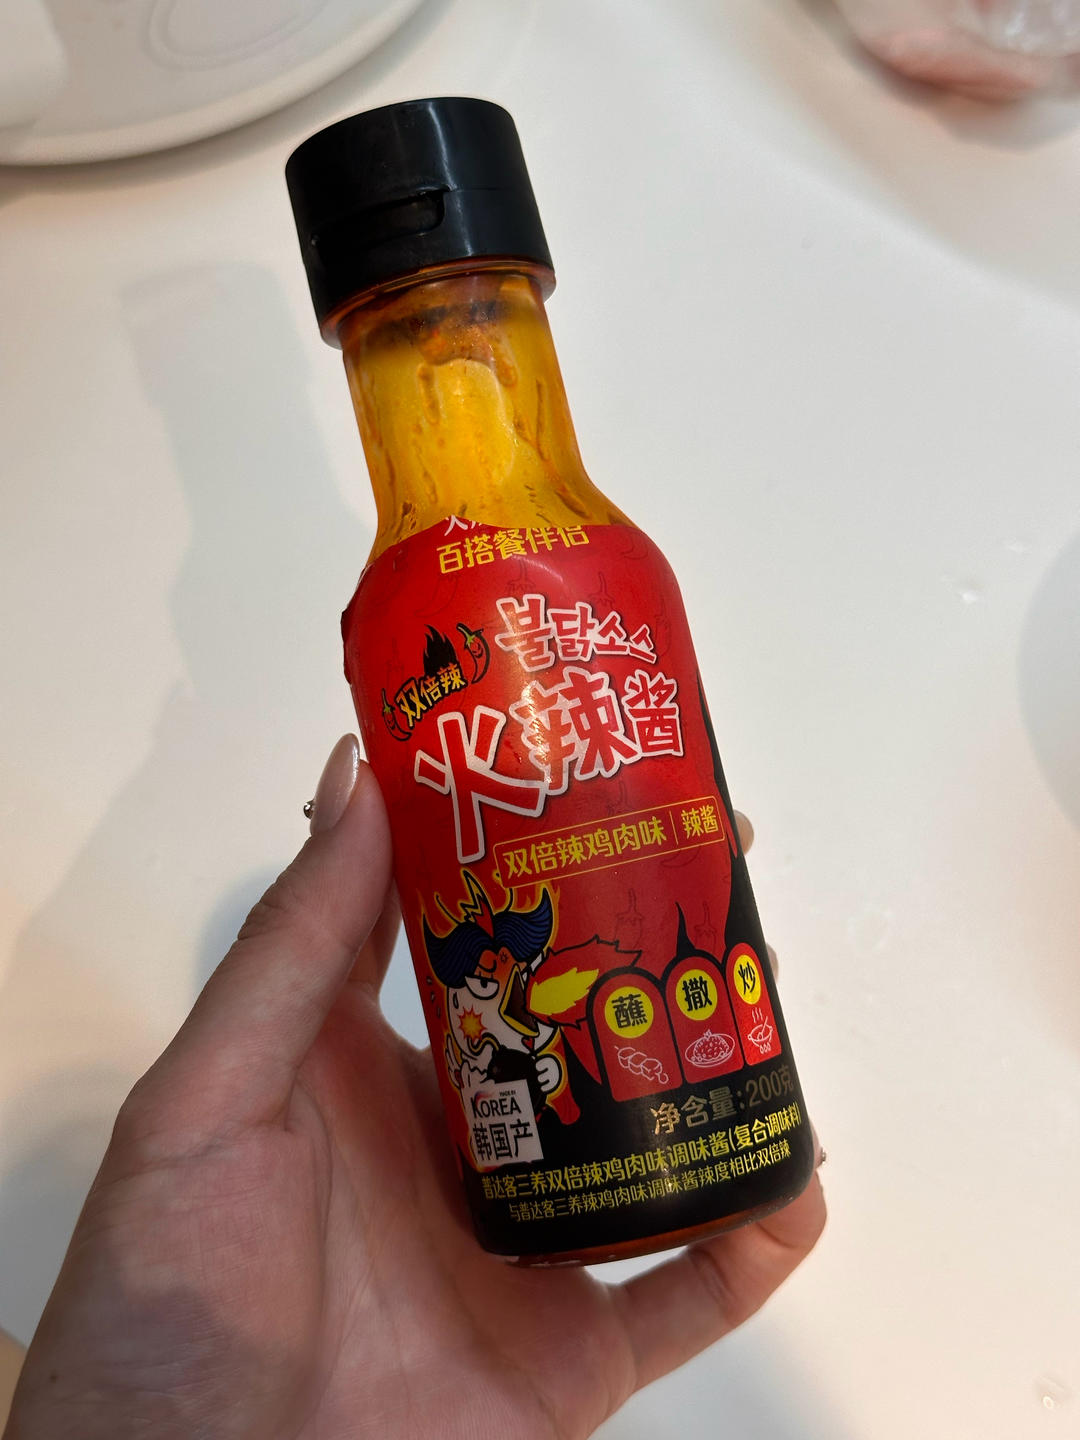 百搭餐伴侣
불닭소스
双倍辣
火辣酱
双倍辣鸡肉味|辣酱
蘸 撒 炒
MADE IN
KOREA
韩国产
净含量:200克
普达客三养双倍辣鸡肉味调味酱(复合调味料)
与普达客三养辣鸡肉味调味酱辣度相比双倍辣